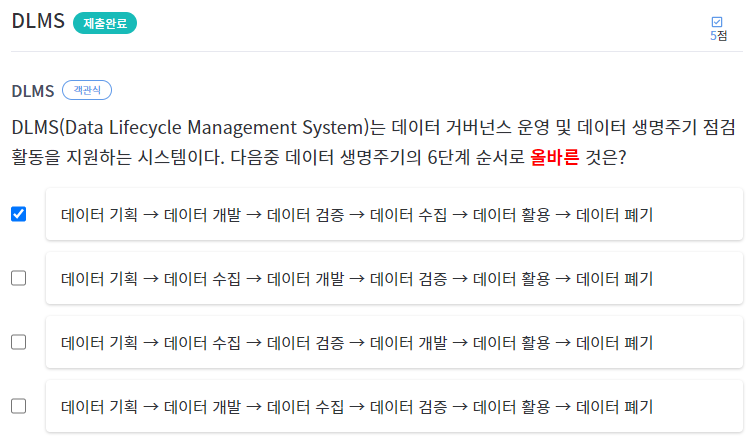 DLMS 제출완료
5점
DLMS 객관식
DLMS(Data Lifecycle Management System)는 데이터 거버넌스 운영 및 데이터 생명주기 점검
활동을 지원하는 시스템이다. 다음중 데이터 생명주기의 6단계 순서로 올바른 것은?
데이터 기획 → 데이터 개발 → 데이터 검증 → 데이터 수집 → 데이터 활용 → 데이터 폐기
데이터 기획 → 데이터 수집 → 데이터 개발 → 데이터 검증 → 데이터 활용 → 데이터 폐기
데이터 기획 → 데이터 수집 → 데이터 검증 → 데이터 개발 → 데이터 활용 → 데이터 폐기
데이터 기획 → 데이터 개발 → 데이터 수집 → 데이터 검증 → 데이터 활용 → 데이터 폐기